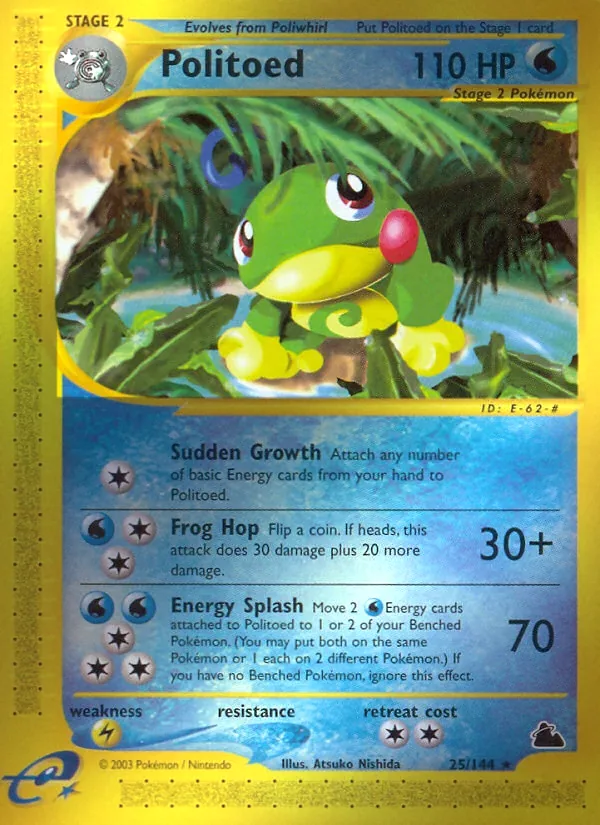 STAGE 2 Evolves from Poliwhirl Put Politoed on the Stage 1 card
Politoed 110 HP
Stage 2 Pokémon
ID: E-62-#
Sudden Growth Attach any number
of basic Energy cards from your hand to
Politoed.
Frog Hop Flip a coin. If heads, this
attack does 30 damage plus 20 more
damage.
30+
Energy Splash Move 2 Energy cards
attached to Politoed to 1 or 2 of your Benched
Pokémon. (You may put both on the same
Pokémon or 1 each on 2 different Pokémon.) If
you have no Benched Pokémon, ignore this effect.
70
weakness resistance retreat cost
© 2003 Pokémon / Nintendo Illus. Atsuko Nishida 25/144 ★
e